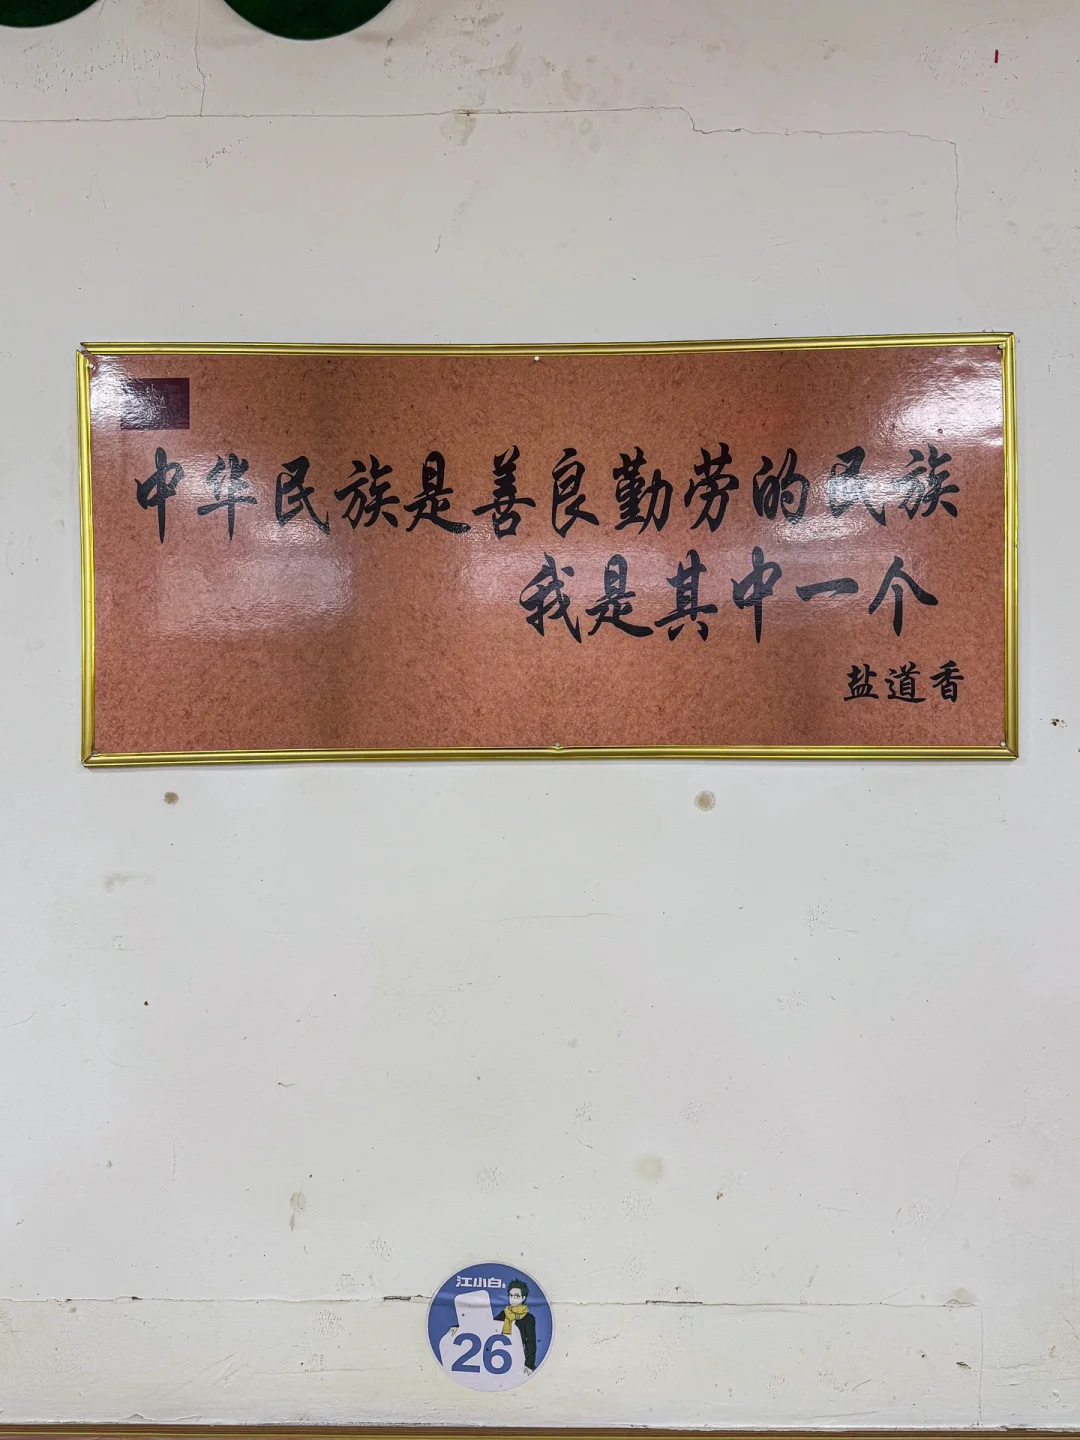 中华民族是善良勤劳的民族
我是其中一个
盐道香
江小白
26